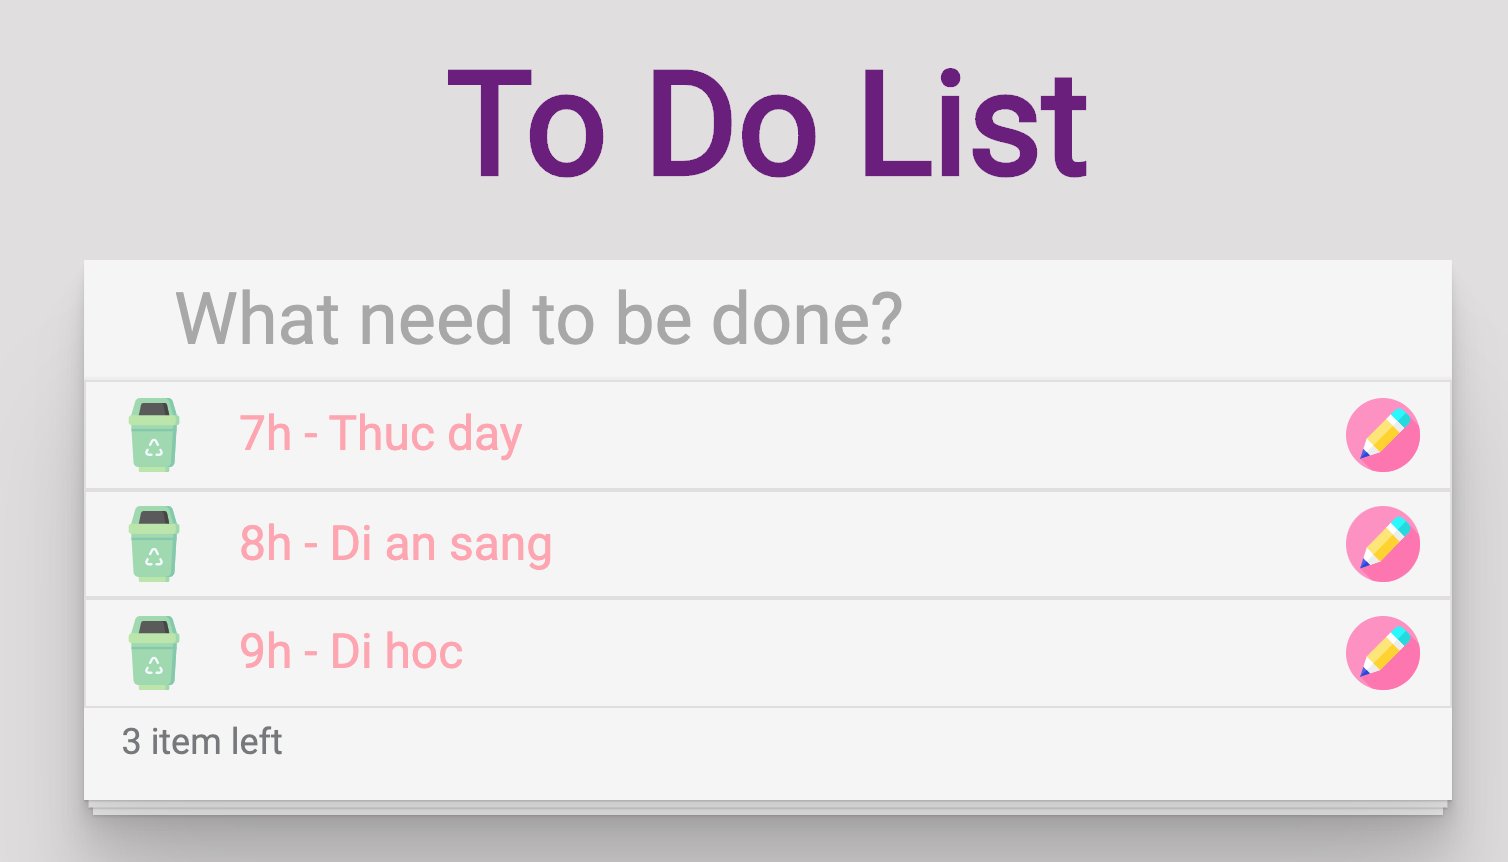 To Do List
What need to be done?
7h - Thuc day
8h - Di an sang
9h - Di hoc
3 item left